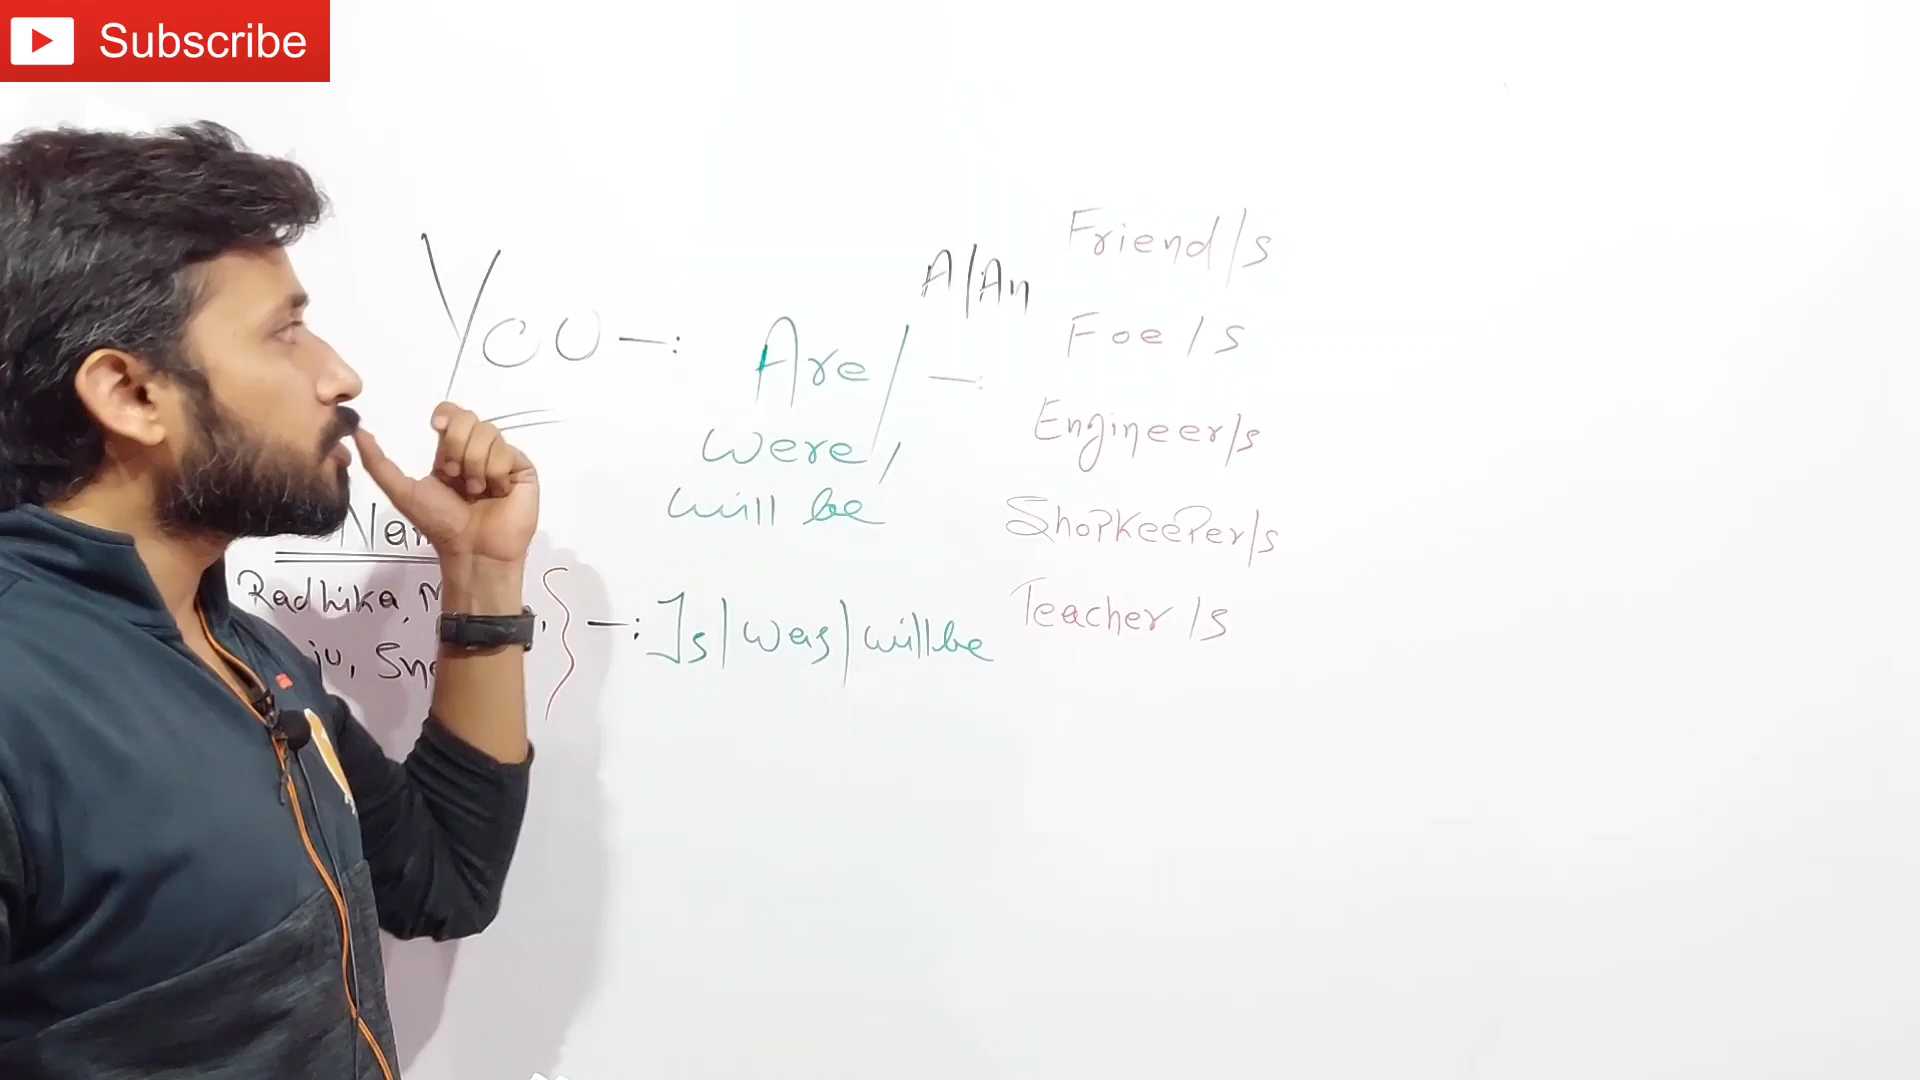 Subscribe
You —: Are/ —:
were,
will be
A/An
Friend/s
Foe/s
Engineer/s
ShopKeePer/s
Teacher/s
Radhika,
—: Is|Was|will be